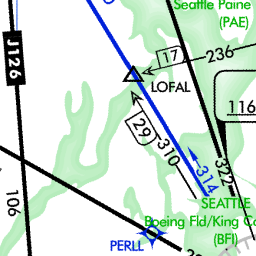 Seattle Paine
(PAE)
J126
17
236
LOFAL
116
29
310
322
314
106
SEATTLE
Boeing Fld/King Co
(BFI)
PERLL